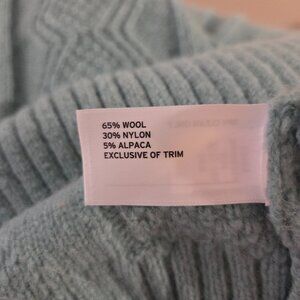 65% WOOL
30% NYLON
5% ALPACA
EXCLUSIVE OF TRIM